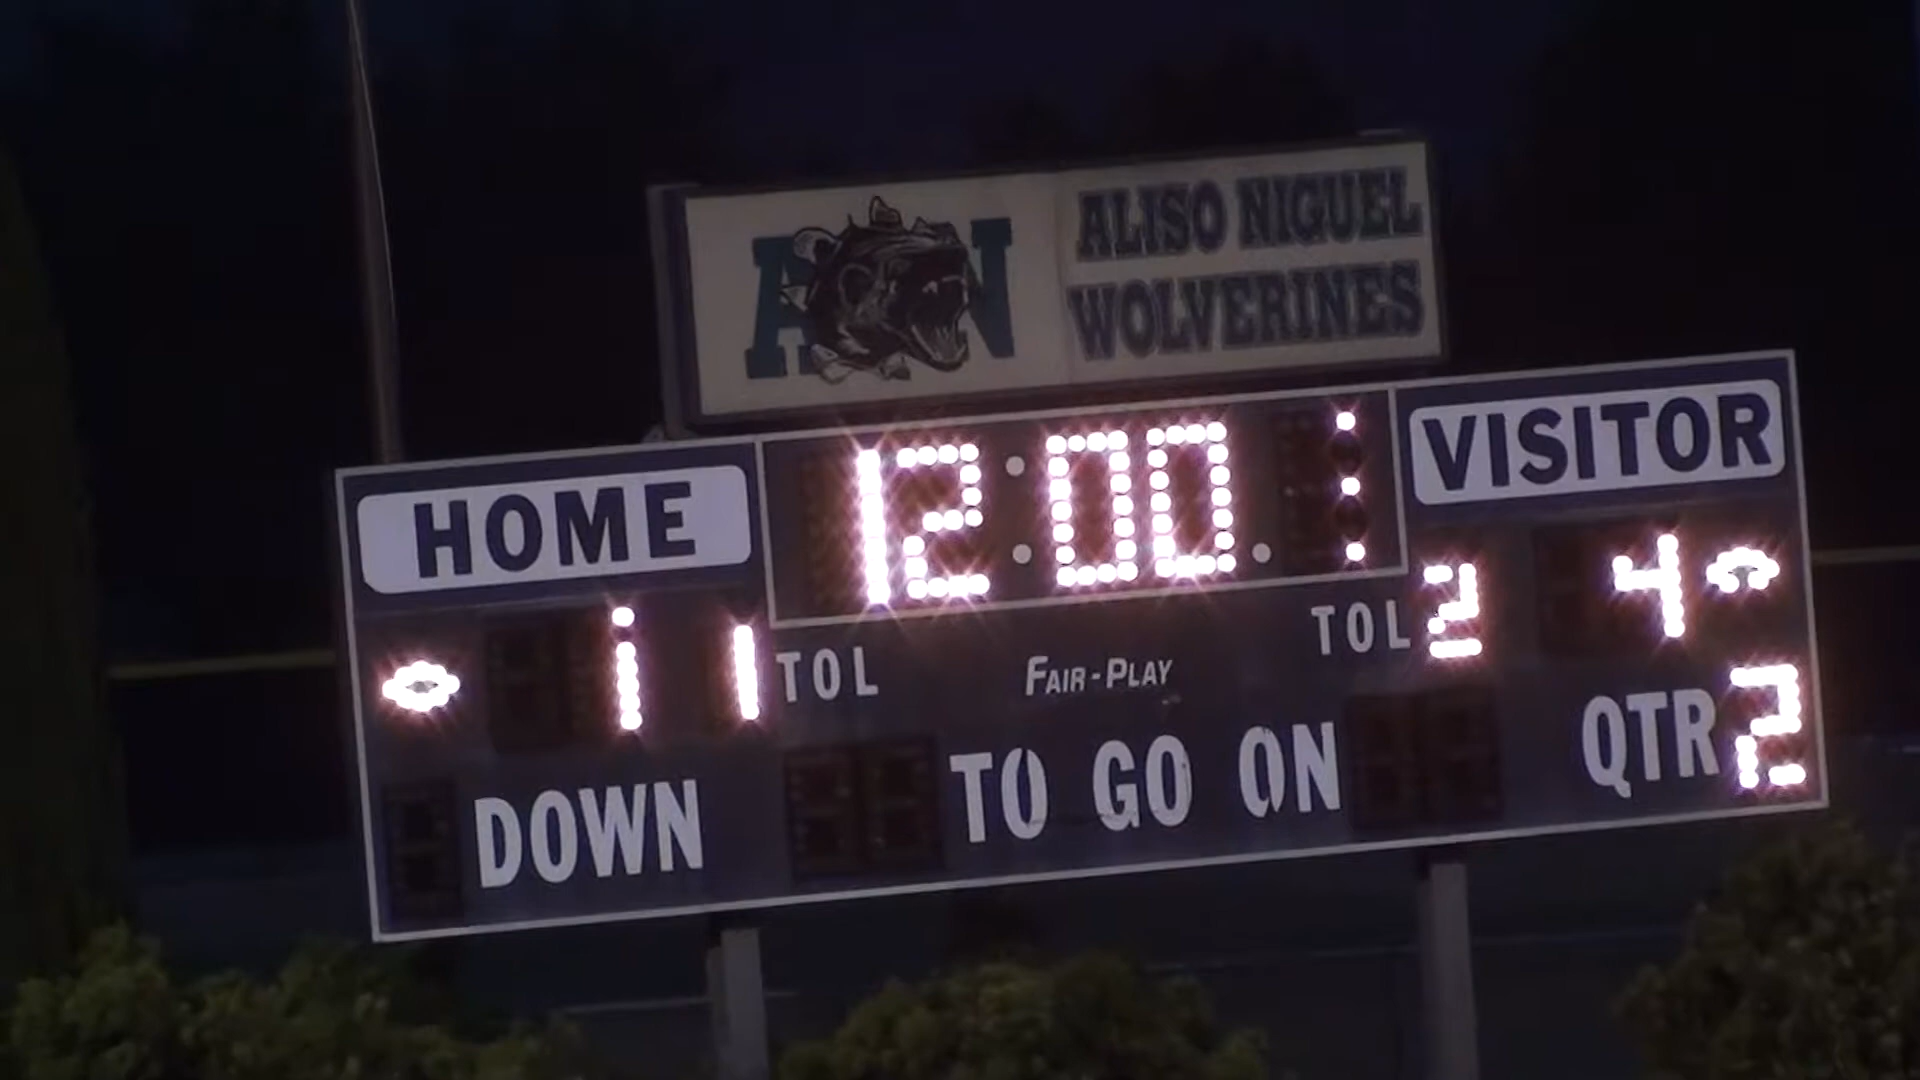 AN ALISO NIGUEL
WOLVERINES
HOME 12:00.1 VISITOR
1 1 TOL FAIR-PLAY TOL 2 4
DOWN TO GO ON QTR 2